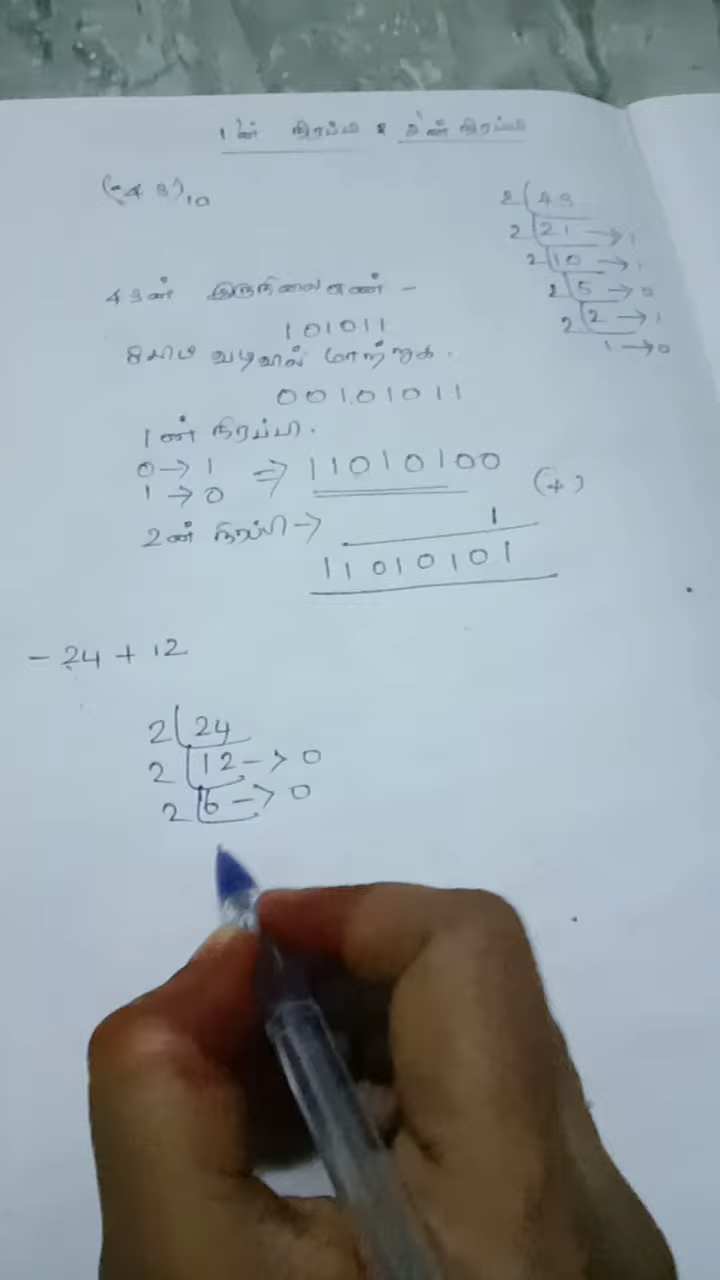 1ன் நிரப்பி & 2ன் நிரப்பி
(-43)10
2 43
2 21 → 1
2 10 → 1
2 5 → 0
2 2 → 1
1 → 0
43ன் இருநிலை எண் -
101011
8பிட் வடிவில் மாற்றுக.
00101011
1ன் நிரப்பி.
0 → 1
1 → 0
⇒ 11010100 (+)
2ன் நிரப்பி → 1
11010101
- 24 + 12
2 24
2 12 → 0
2 6 → 0